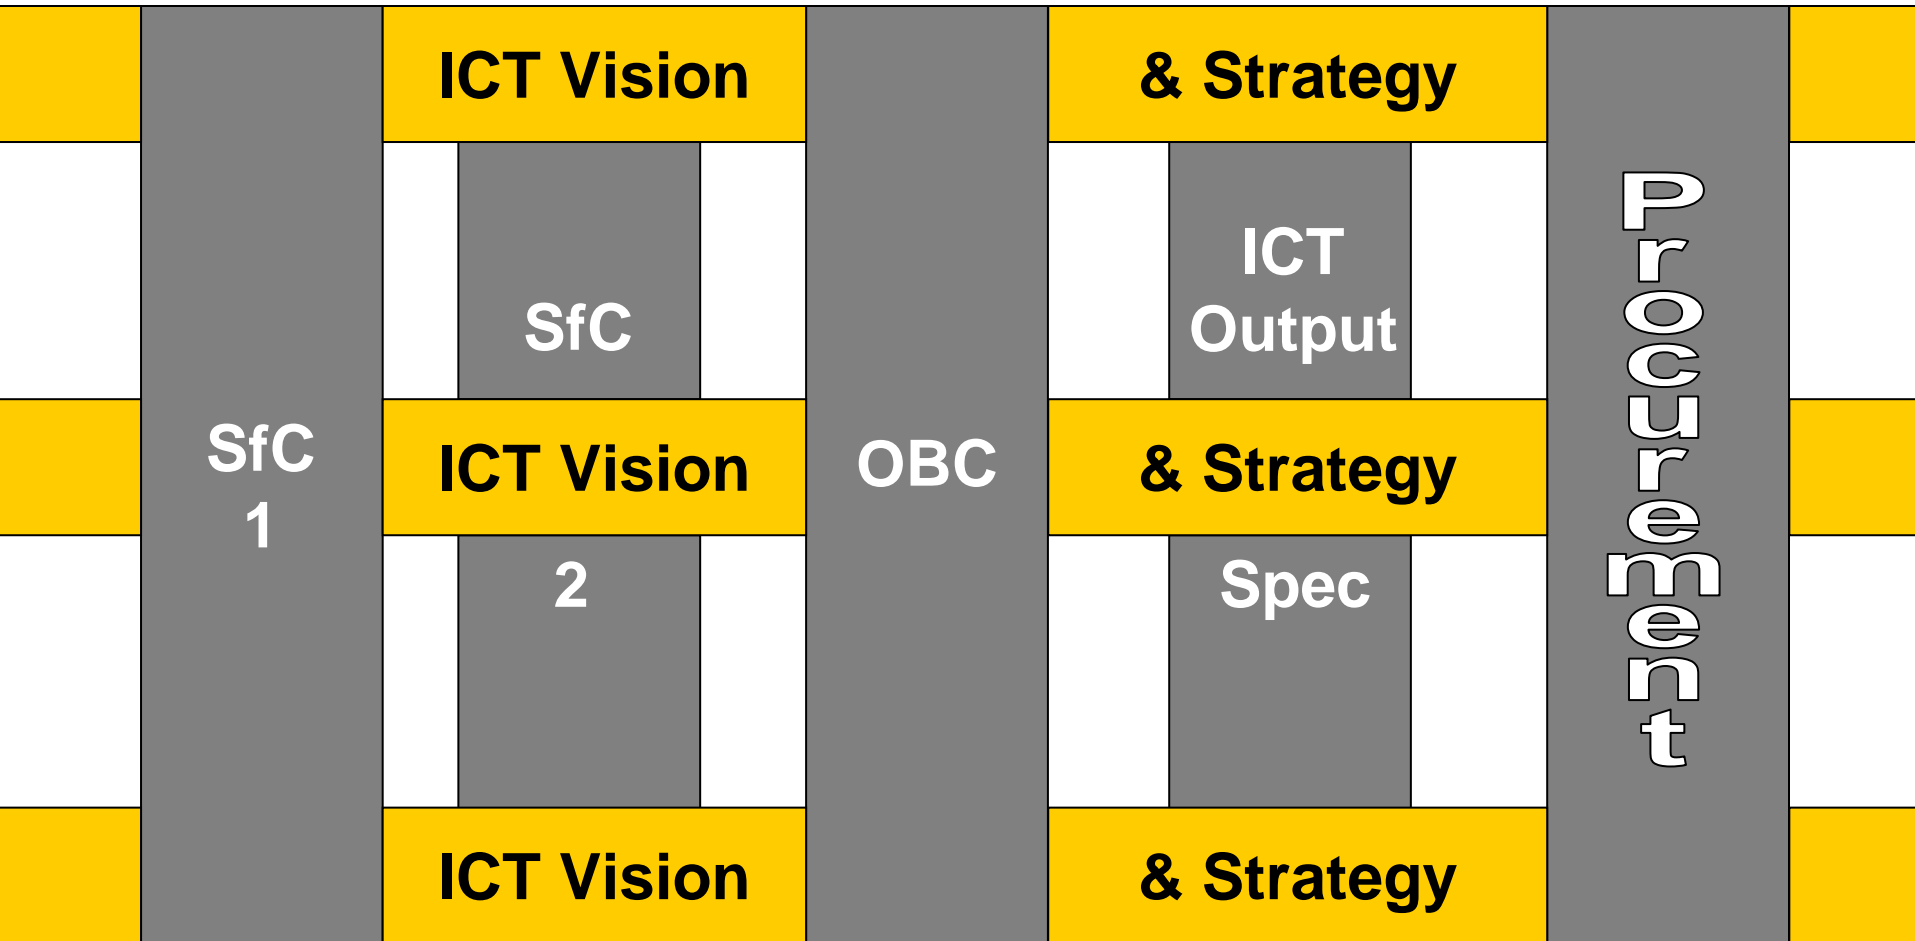 ICT Vision & Strategy
ICT
Output
SfC
SfC
1
ICT Vision
OBC
& Strategy
2
Spec
Procurement
ICT Vision & Strategy